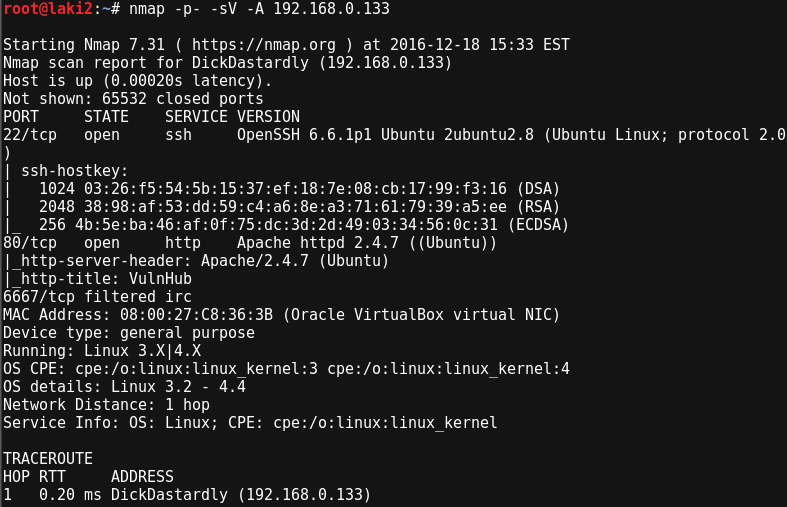 root@laki2:~# nmap -p- -sV -A 192.168.0.133
Starting Nmap 7.31 ( https://nmap.org ) at 2016-12-18 15:33 EST
Nmap scan report for DickDastardly (192.168.0.133)
Host is up (0.00020s latency).
Not shown: 65532 closed ports
PORT     STATE    SERVICE VERSION
22/tcp   open     ssh     OpenSSH 6.6.1p1 Ubuntu 2ubuntu2.8 (Ubuntu Linux; protocol 2.0
)
| ssh-hostkey:
|   1024 03:26:f5:54:5b:15:37:ef:18:7e:08:cb:17:99:f3:16 (DSA)
|   2048 38:98:af:53:dd:59:c4:a6:8e:a3:71:61:79:39:a5:ee (RSA)
|_  256 4b:5e:ba:46:af:0f:75:dc:3d:2d:49:03:34:56:0c:31 (ECDSA)
80/tcp   open     http    Apache httpd 2.4.7 ((Ubuntu))
|_http-server-header: Apache/2.4.7 (Ubuntu)
|_http-title: VulnHub
6667/tcp filtered irc
MAC Address: 08:00:27:C8:36:3B (Oracle VirtualBox virtual NIC)
Device type: general purpose
Running: Linux 3.X|4.X
OS CPE: cpe:/o:linux:linux_kernel:3 cpe:/o:linux:linux_kernel:4
OS details: Linux 3.2 - 4.4
Network Distance: 1 hop
Service Info: OS: Linux; CPE: cpe:/o:linux:linux_kernel
TRACEROUTE
HOP RTT     ADDRESS
1   0.20 ms DickDastardly (192.168.0.133)